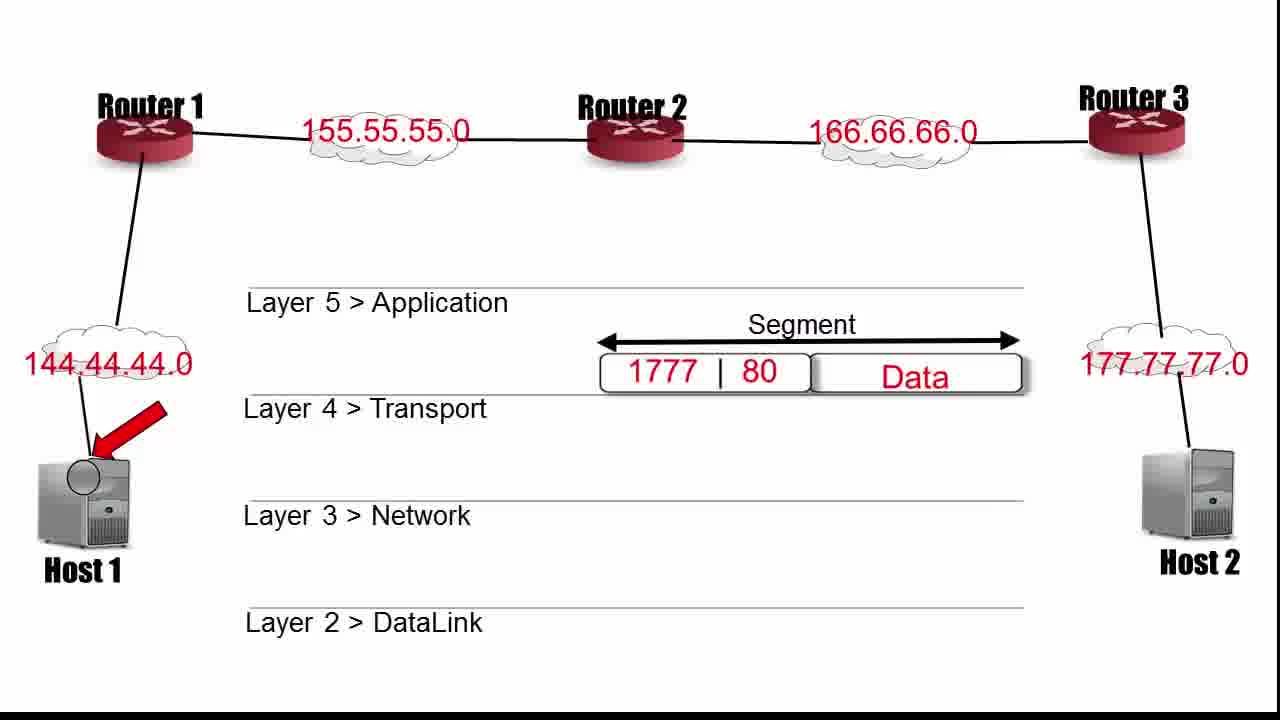 Router 1
Router 2
Router 3
155.55.55.0
166.66.66.0
Layer 5 > Application
Segment
144.44.44.0
1777 | 80
Data
177.77.77.0
Layer 4 > Transport
Layer 3 > Network
Host 1
Host 2
Layer 2 > DataLink